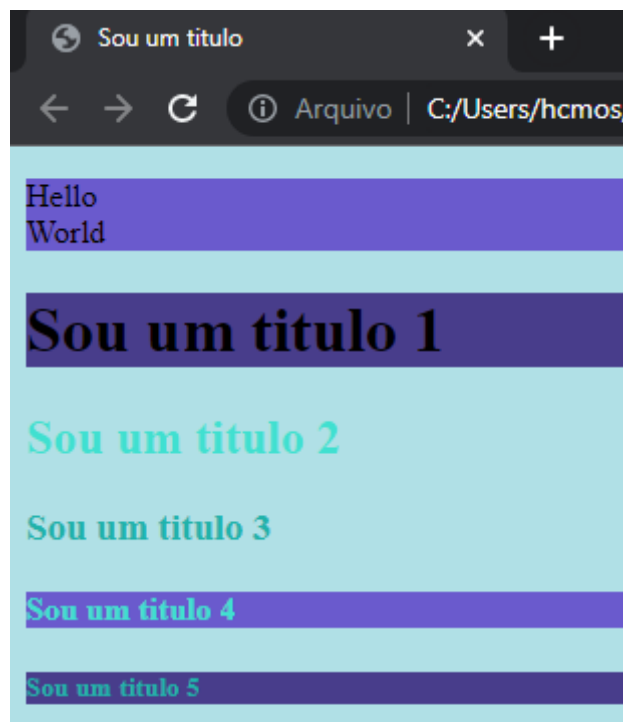 Sou um titulo
Arquivo
C:/Users/hcmos/
Hello
World
Sou um titulo 1
Sou um titulo 2
Sou um titulo 3
Sou um titulo 4
Sou um titulo 5